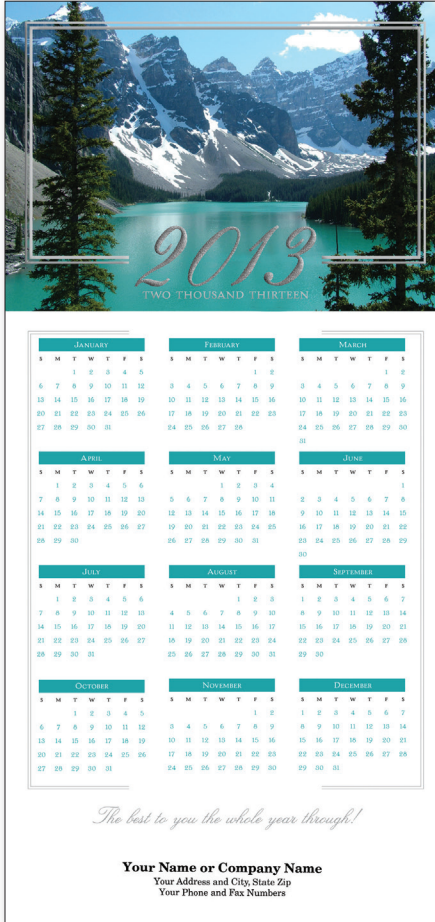 2013
TWO THOUSAND THIRTEEN
JANUARY
S M T W T F S
1 2 3 4 5
6 7 8 9 10 11 12
13 14 15 16 17 18 19
20 21 22 23 24 25 26
27 28 29 30 31
FEBRUARY
S M T W T F S
1 2
3 4 5 6 7 8 9
10 11 12 13 14 15 16
17 18 19 20 21 22 23
24 25 26 27 28
MARCH
S M T W T F S
1 2
3 4 5 6 7 8 9
10 11 12 13 14 15 16
17 18 19 20 21 22 23
24 25 26 27 28 29 30
31
APRIL
S M T W T F S
1 2 3 4 5 6
7 8 9 10 11 12 13
14 15 16 17 18 19 20
21 22 23 24 25 26 27
28 29 30
MAY
S M T W T F S
1 2 3 4
5 6 7 8 9 10 11
12 13 14 15 16 17 18
19 20 21 22 23 24 25
26 27 28 29 30 31
JUNE
S M T W T F S
1
2 3 4 5 6 7 8
9 10 11 12 13 14 15
16 17 18 19 20 21 22
23 24 25 26 27 28 29
30
JULY
S M T W T F S
1 2 3 4 5 6
7 8 9 10 11 12 13
14 15 16 17 18 19 20
21 22 23 24 25 26 27
28 29 30 31
AUGUST
S M T W T F S
1 2 3
4 5 6 7 8 9 10
11 12 13 14 15 16 17
18 19 20 21 22 23 24
25 26 27 28 29 30 31
SEPTEMBER
S M T W T F S
1 2 3 4 5 6 7
8 9 10 11 12 13 14
15 16 17 18 19 20 21
22 23 24 25 26 27 28
29 30
OCTOBER
S M T W T F S
1 2 3 4 5
6 7 8 9 10 11 12
13 14 15 16 17 18 19
20 21 22 23 24 25 26
27 28 29 30 31
NOVEMBER
S M T W T F S
1 2
3 4 5 6 7 8 9
10 11 12 13 14 15 16
17 18 19 20 21 22 23
24 25 26 27 28 29 30
DECEMBER
S M T W T F S
1 2 3 4 5 6 7
8 9 10 11 12 13 14
15 16 17 18 19 20 21
22 23 24 25 26 27 28
29 30 31
The best to you the whole year through!
Your Name or Company Name
Your Address and City, State Zip
Your Phone and Fax Numbers